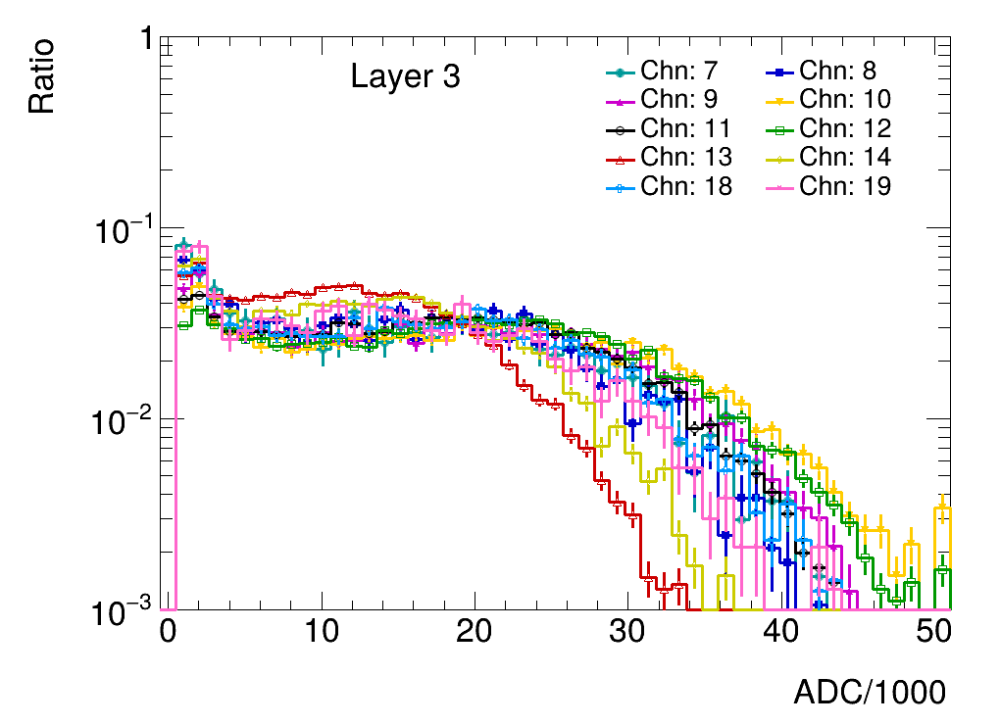 Ratio
Layer 3
Chn: 7 Chn: 8
Chn: 9 Chn: 10
Chn: 11 Chn: 12
Chn: 13 Chn: 14
Chn: 18 Chn: 19
1
10⁻¹
10⁻²
10⁻³
0 10 20 30 40 50
ADC/1000